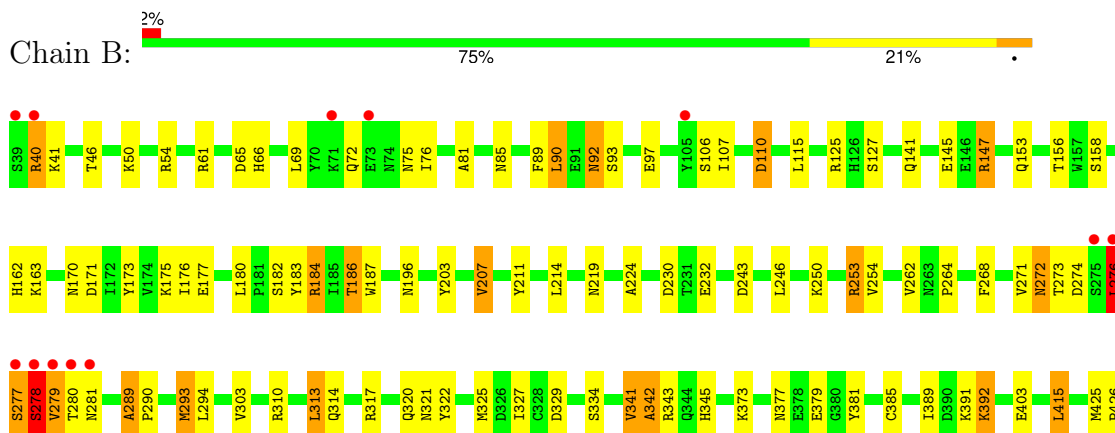 2%
Chain B:
75% 21% •
S39 R40 K41 T46 K50 R54 R61 D65 H66 L69 Y70 K71 Q72 E73 N74 N75 I76 A81 N85 F89 L90 E91 N92 S93 E97 Y105 S106 I107 D110 L115 R125 H126 S127 Q141 E145 E146 R147 Q153 T156 W157 S158
H162 K163 N170 D171 I172 Y173 V174 K175 I176 E177 L180 P181 S182 Y183 R184 I185 T186 W187 N196 Y203 V207 Y211 L214 N219 A224 D230 T231 E232 D243 L246 K250 R253 V254 V262 N263 P264 F268 V271 N272 T273 D274 S275 L276
S277 S278 V279 T280 N281 A289 P290 M293 L294 V303 R310 L313 Q314 R317 Q320 N321 Y322 M325 D326 I327 C328 D329 S334 V341 A342 R343 Q344 H345 K373 N377 E378 E379 G380 Y381 C385 I389 D390 K391 K392 E403 L415 M425